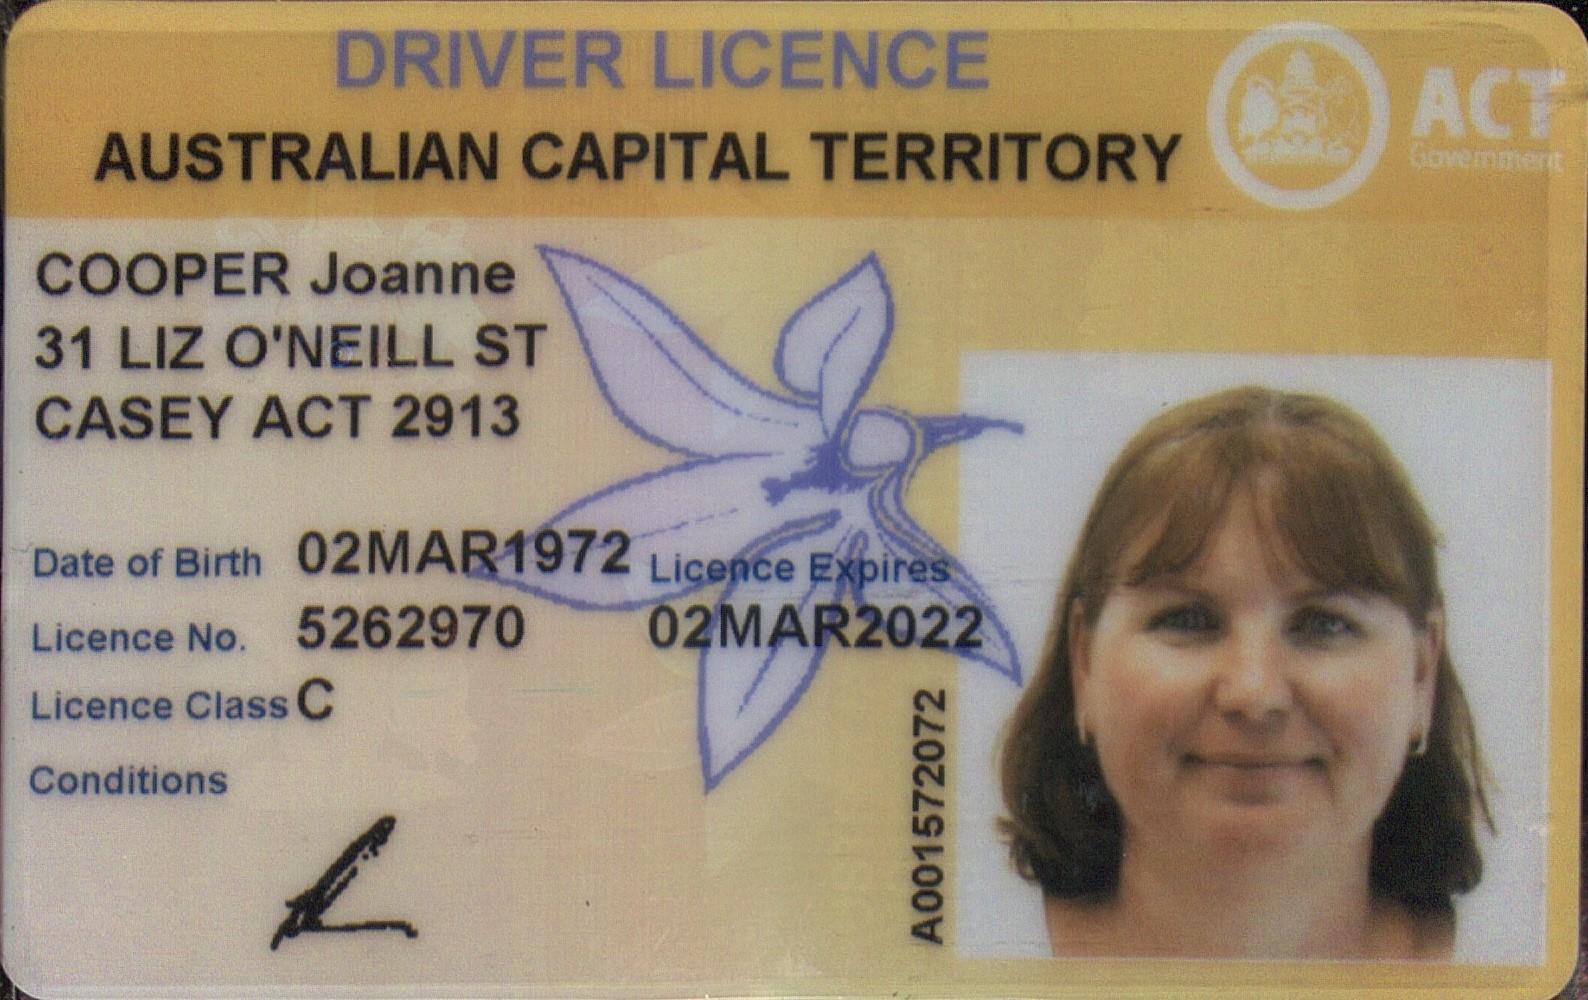 DRIVER LICENCE
AUSTRALIAN CAPITAL TERRITORY
ACT
Government
COOPER Joanne
31 LIZ O'NEILL ST
CASEY ACT 2913
Date of Birth 02MAR1972 Licence Expires
Licence No. 5262970 02MAR2022
Licence Class C
Conditions
A001572072